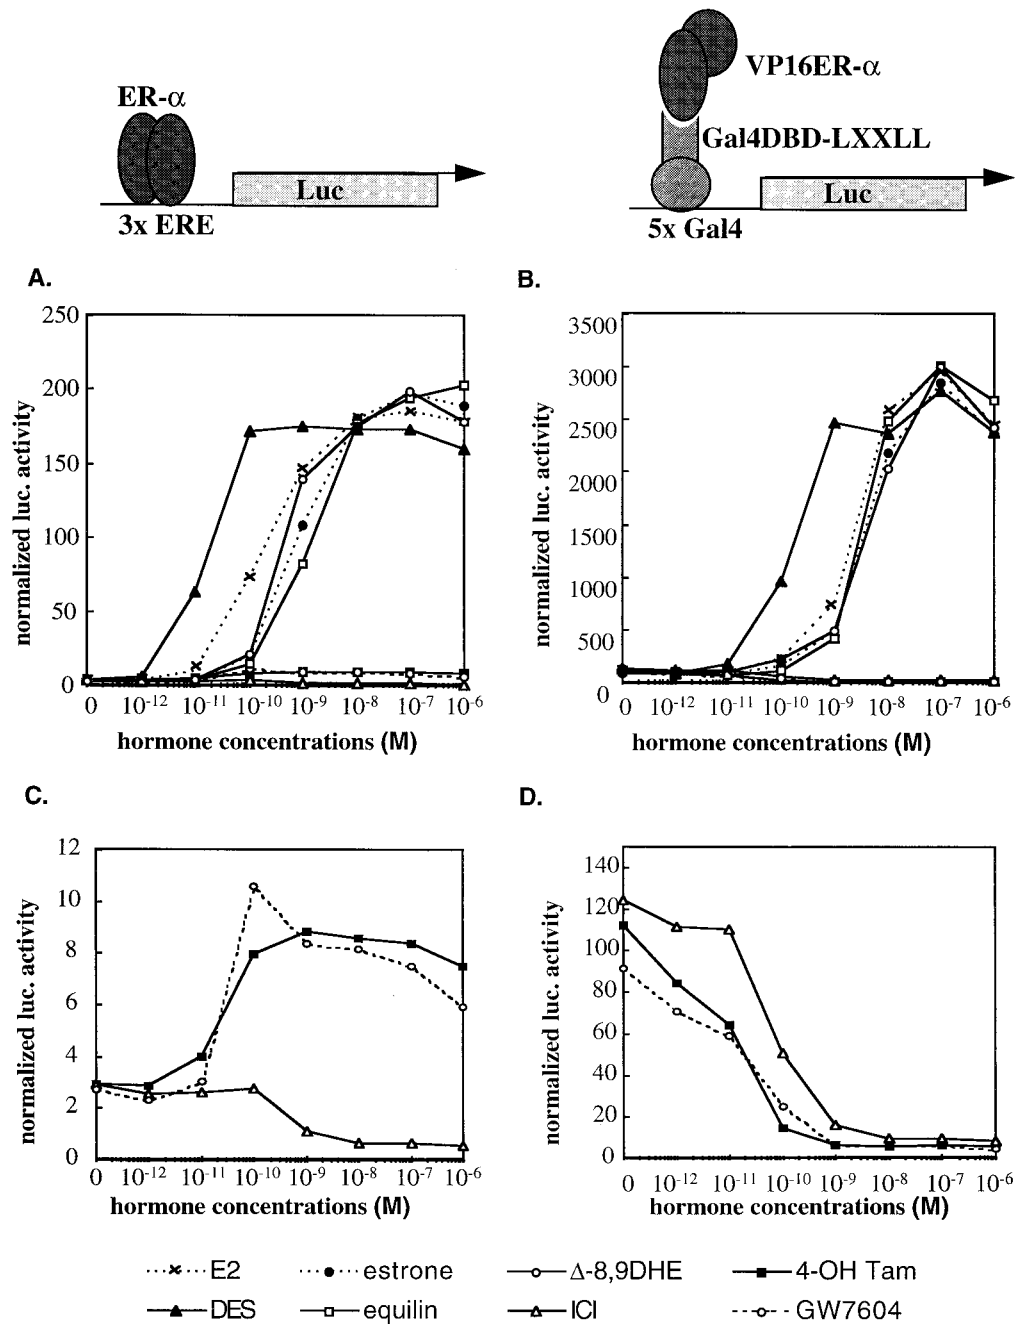 ER-α
Luc
3x ERE
VP16ER-α
Gal4DBD-LXXLL
Luc
5x Gal4
A.
normalized luc. activity
250
200
150
100
50
0
0 10-12 10-11 10-10 10-9 10-8 10-7 10-6
hormone concentrations (M)
B.
normalized luc. activity
3500
3000
2500
2000
1500
1000
500
0
0 10-12 10-11 10-10 10-9 10-8 10-7 10-6
hormone concentrations (M)
C.
normalized luc. activity
12
10
8
6
4
2
0
0 10-12 10-11 10-10 10-9 10-8 10-7 10-6
hormone concentrations (M)
D.
normalized luc. activity
140
120
100
80
60
40
20
0
0 10-12 10-11 10-10 10-9 10-8 10-7 10-6
hormone concentrations (M)
E2 estrone Δ-8,9DHE 4-OH Tam
DES equilin ICI GW7604